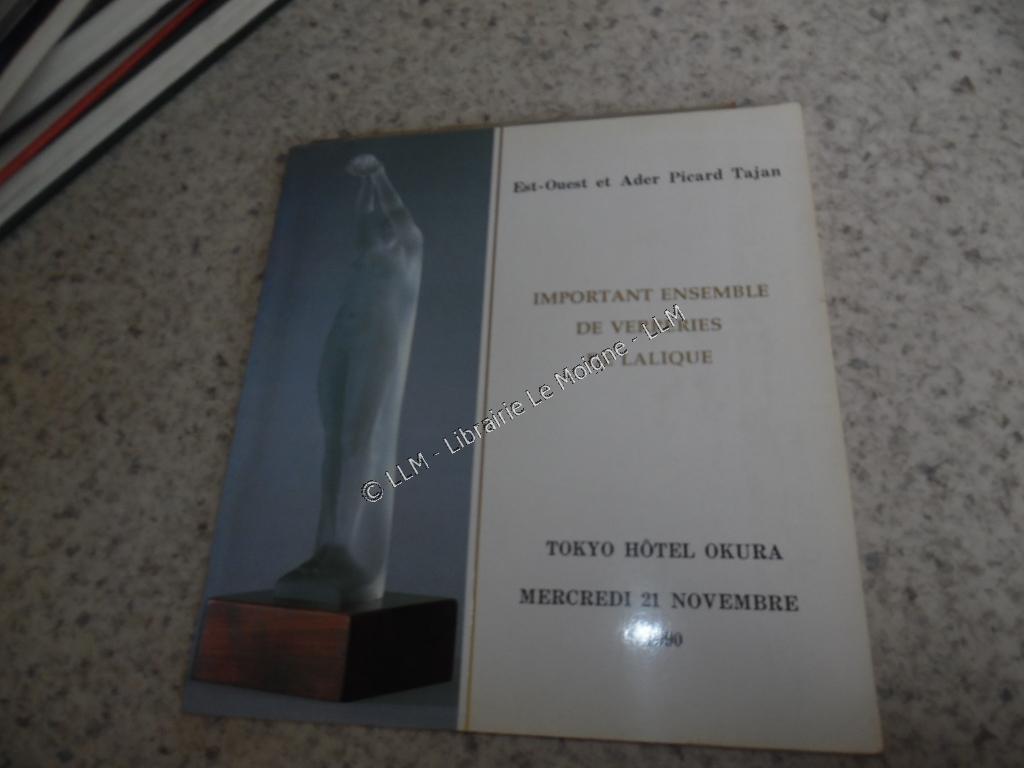 Est-Ouest et Ader Picard Tajan
IMPORTANT ENSEMBLE
DE VERRERIES
LALIQUE
TOKYO HÔTEL OKURA
MERCREDI 21 NOVEMBRE
© LLM - Librairie Le Moigne - LLM